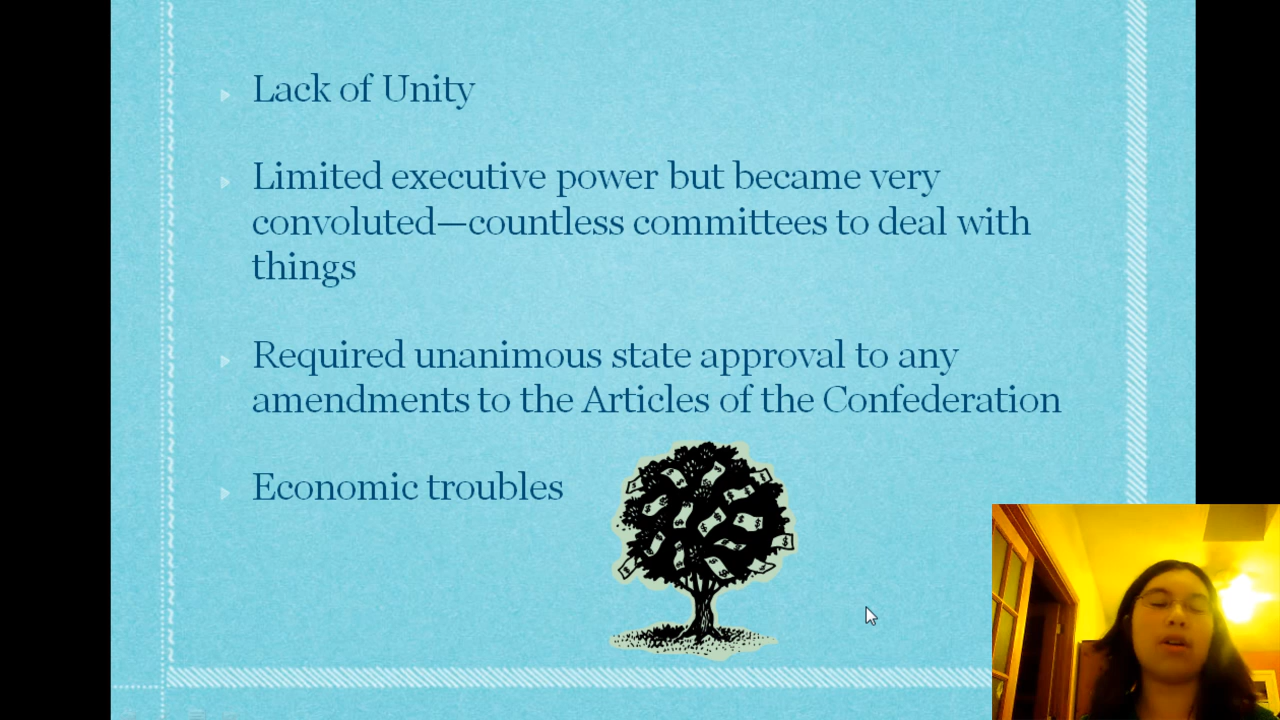 Lack of Unity
Limited executive power but became very
convoluted—countless committees to deal with
things
Required unanimous state approval to any
amendments to the Articles of the Confederation
Economic troubles